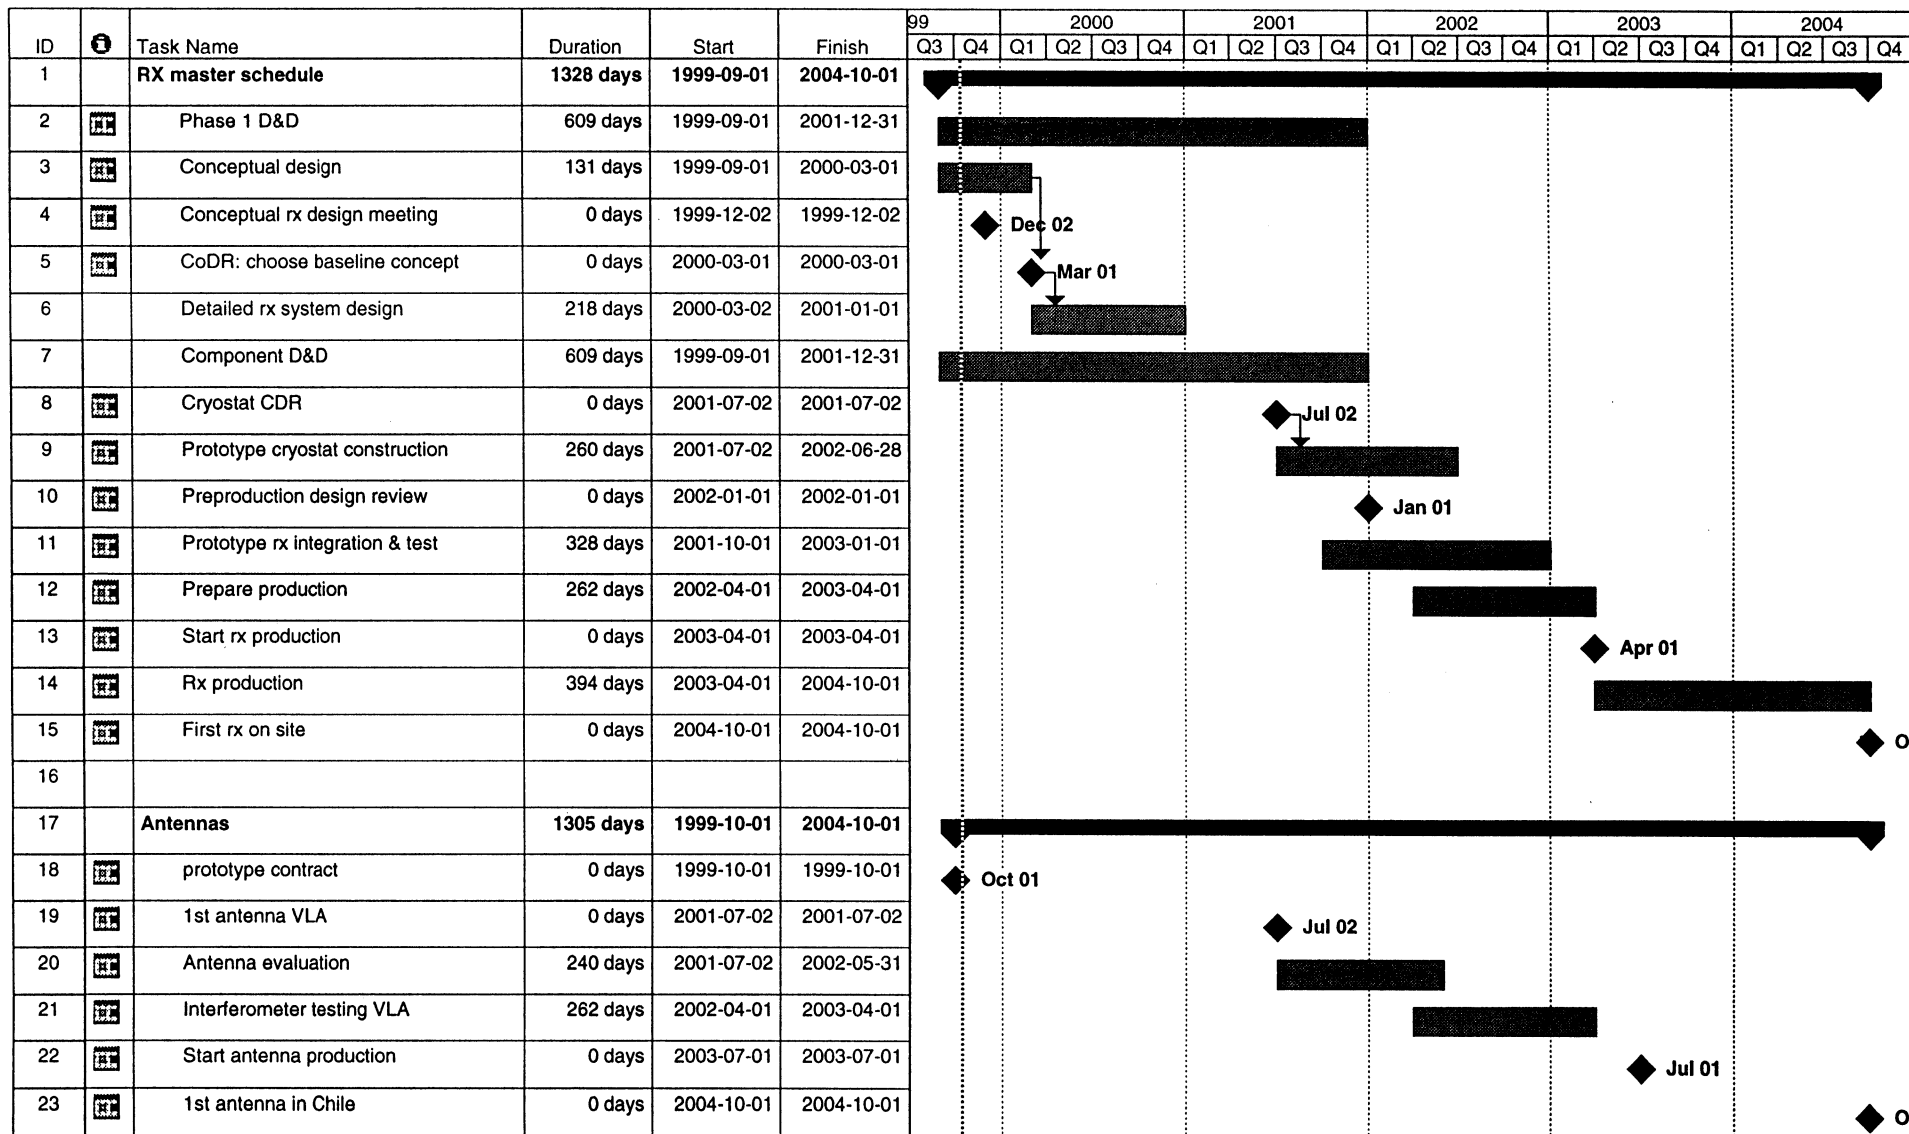 99 2000 2001 2002 2003 2004
ID Task Name Duration Start Finish Q3 Q4 Q1 Q2 Q3 Q4 Q1 Q2 Q3 Q4 Q1 Q2 Q3 Q4 Q1 Q2 Q3 Q4 Q1 Q2 Q3 Q4
1 RX master schedule 1328 days 1999-09-01 2004-10-01
2 Phase 1 D&D 609 days 1999-09-01 2001-12-31
3 Conceptual design 131 days 1999-09-01 2000-03-01
4 Conceptual rx design meeting 0 days 1999-12-02 1999-12-02 Dec 02
5 CoDR: choose baseline concept 0 days 2000-03-01 2000-03-01 Mar 01
6 Detailed rx system design 218 days 2000-03-02 2001-01-01
7 Component D&D 609 days 1999-09-01 2001-12-31
8 Cryostat CDR 0 days 2001-07-02 2001-07-02 Jul 02
9 Prototype cryostat construction 260 days 2001-07-02 2002-06-28
10 Preproduction design review 0 days 2002-01-01 2002-01-01 Jan 01
11 Prototype rx integration & test 328 days 2001-10-01 2003-01-01
12 Prepare production 262 days 2002-04-01 2003-04-01
13 Start rx production 0 days 2003-04-01 2003-04-01 Apr 01
14 Rx production 394 days 2003-04-01 2004-10-01
15 First rx on site 0 days 2004-10-01 2004-10-01 O
16
17 Antennas 1305 days 1999-10-01 2004-10-01
18 prototype contract 0 days 1999-10-01 1999-10-01 Oct 01
19 1st antenna VLA 0 days 2001-07-02 2001-07-02 Jul 02
20 Antenna evaluation 240 days 2001-07-02 2002-05-31
21 Interferometer testing VLA 262 days 2002-04-01 2003-04-01
22 Start antenna production 0 days 2003-07-01 2003-07-01 Jul 01
23 1st antenna in Chile 0 days 2004-10-01 2004-10-01 O